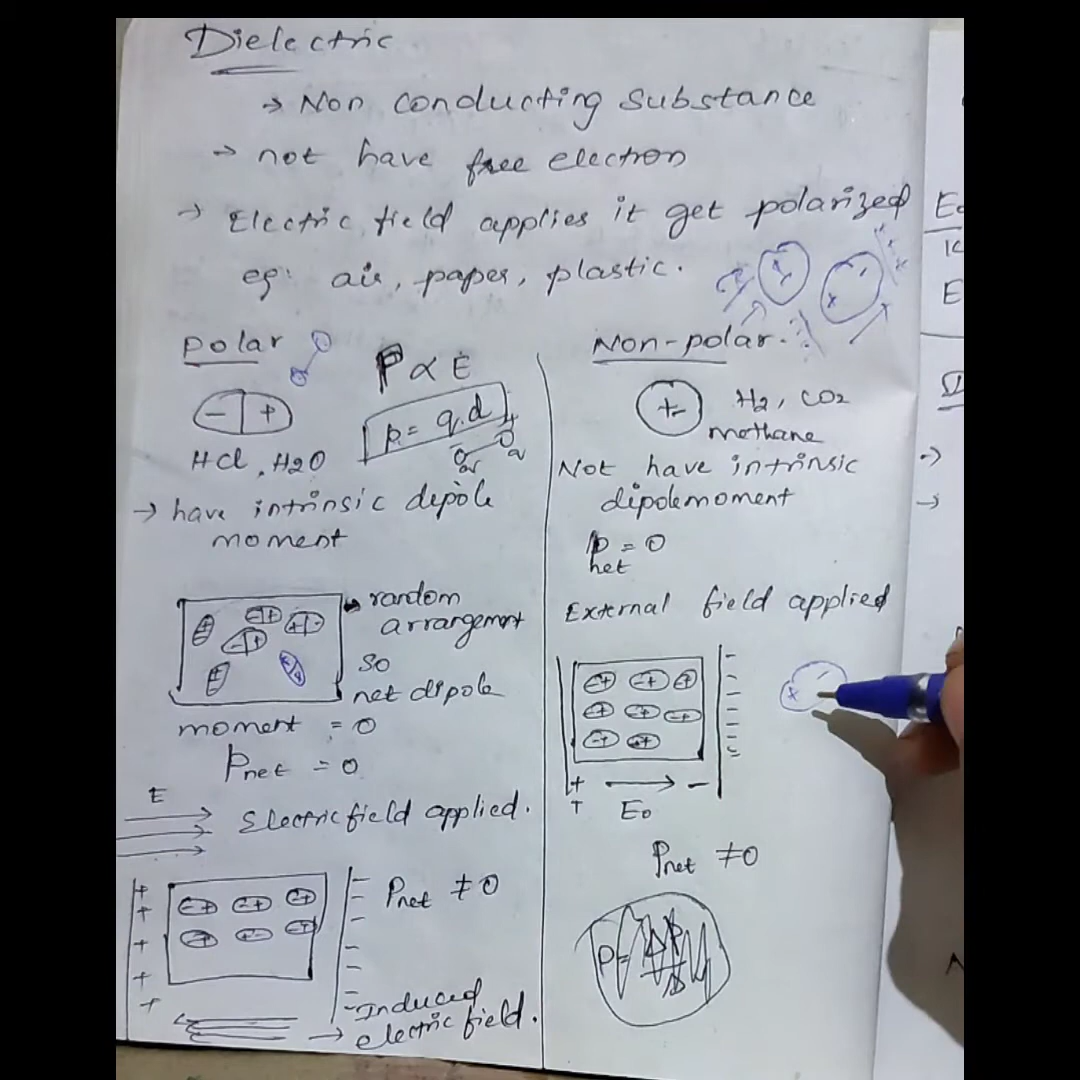 Dielectric
→ Non conducting substance
→ not have free electron
→ Electric field applies it get polarized
eg: air, paper, plastic.
Polar
P ∝ E
- +
p = q.d
HCl, H2O
→ have intrinsic depole
moment
→ random
arrangement
so
net dipole
moment = 0
Pnet = 0
E
Electric field applied.
Pnet ≠ 0
Induced
→ electric field.
Non-polar
+-
H2, CO2
methane
Not have intrinsic
dipolemoment
Pnet = 0
External field applied
+ → -
+ E0
Pnet ≠ 0
E